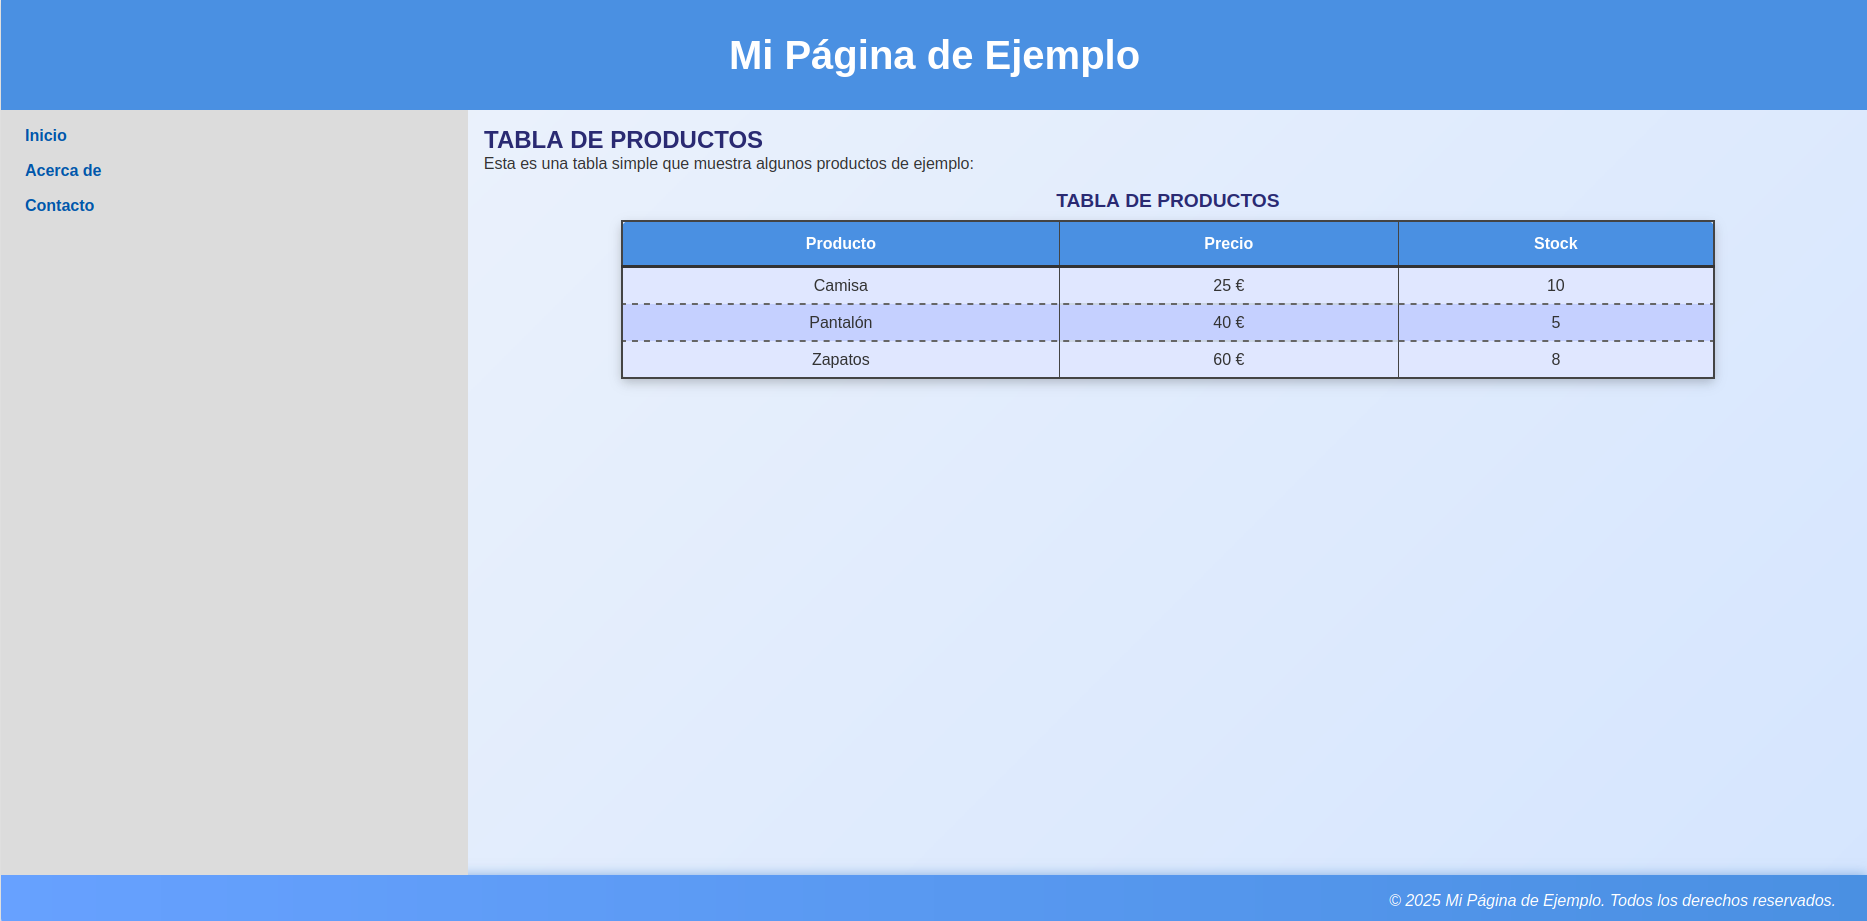 Mi Página de Ejemplo
Inicio
Acerca de
Contacto
TABLA DE PRODUCTOS
Esta es una tabla simple que muestra algunos productos de ejemplo:
TABLA DE PRODUCTOS
Producto Precio Stock
Camisa 25 € 10
Pantalón 40 € 5
Zapatos 60 € 8
© 2025 Mi Página de Ejemplo. Todos los derechos reservados.